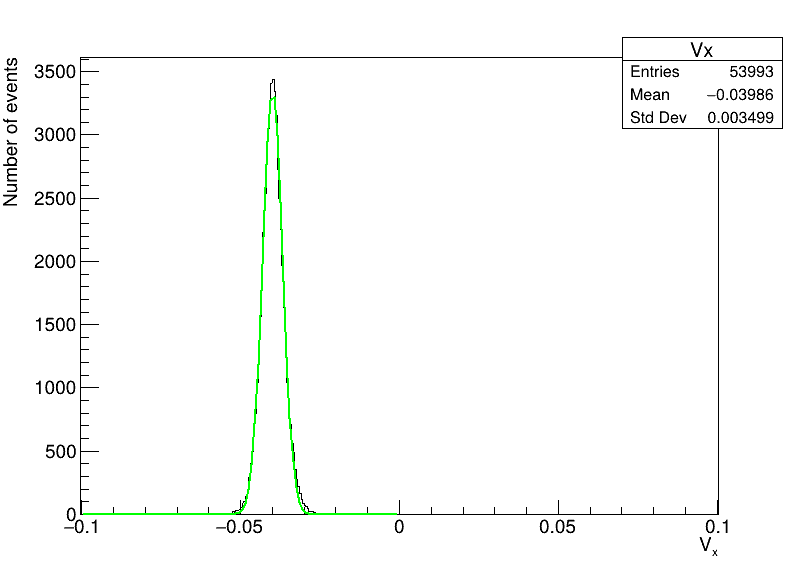 Vx
Entries 53993
Mean −0.03986
Std Dev 0.003499
Number of events
3500
3000
2500
2000
1500
1000
500
0
−0.1 −0.05 0 0.05 0.1
Vx